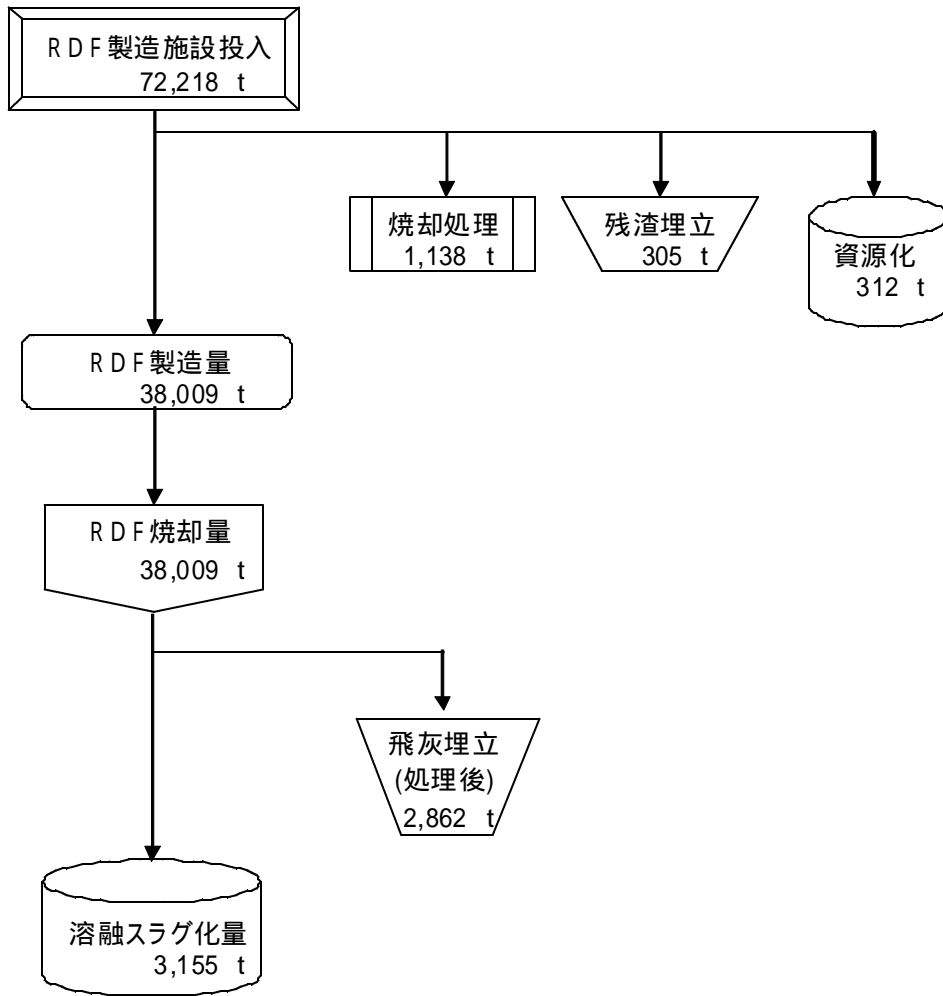 RDF製造施設投入
72,218 t
焼却処理
1,138 t
残渣埋立
305 t
資源化
312 t
RDF製造量
38,009 t
RDF焼却量
38,009 t
飛灰埋立
(処理後)
2,862 t
溶融スラグ化量
3,155 t